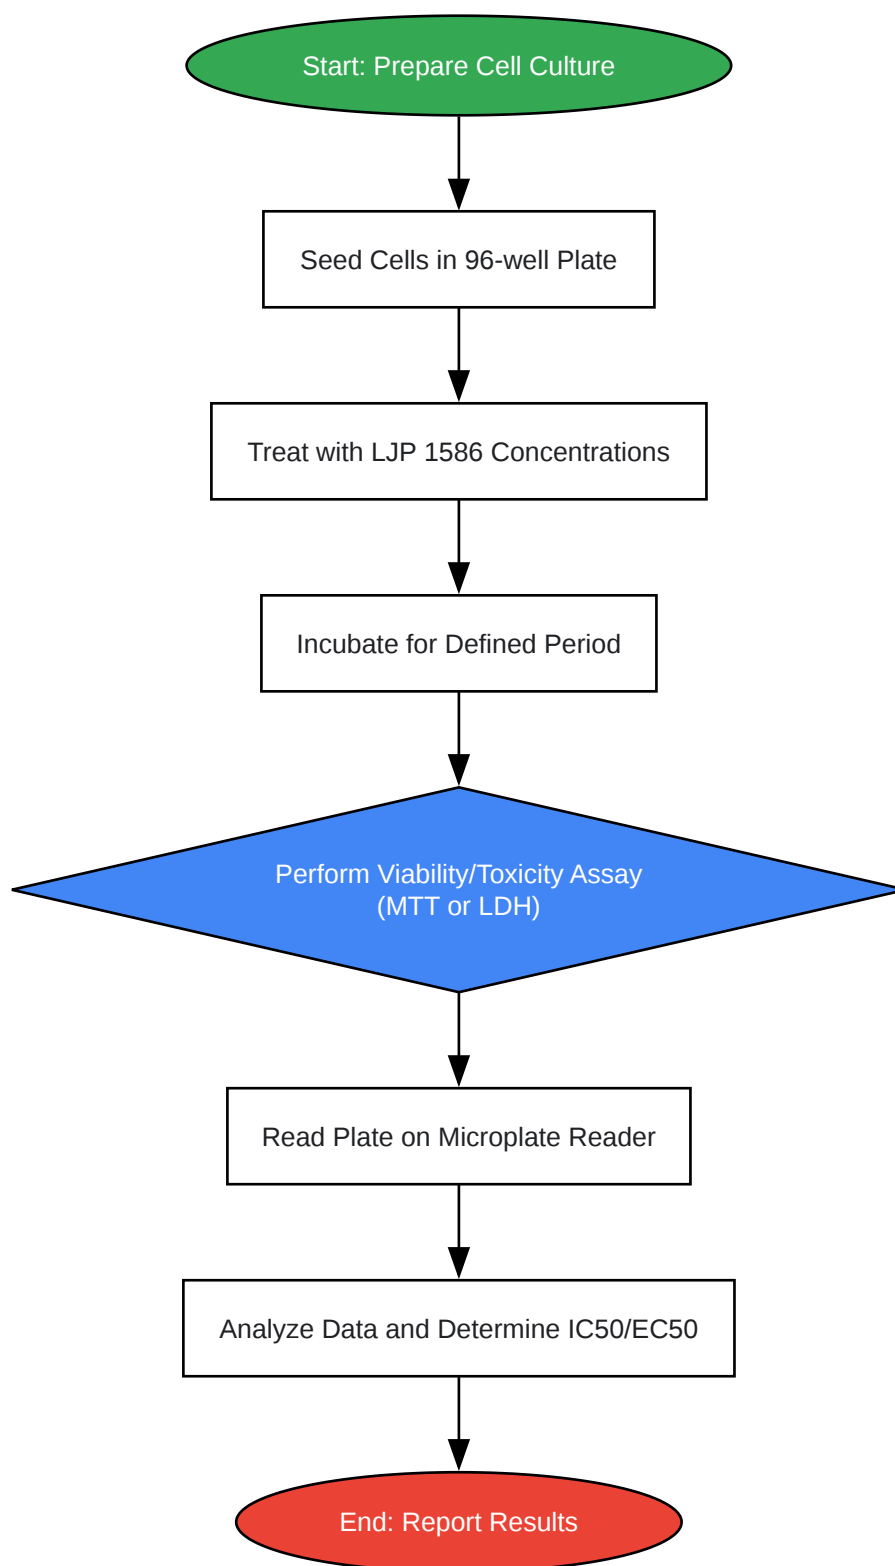 Start: Prepare Cell Culture
Seed Cells in 96-well Plate
Treat with LJP 1586 Concentrations
Incubate for Defined Period
Perform Viability/Toxicity Assay
(MTT or LDH)
Read Plate on Microplate Reader
Analyze Data and Determine IC50/EC50
End: Report Results